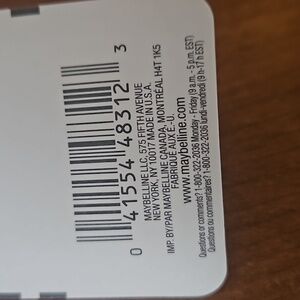 0 41554 48312 3
MAYBELLINE LLC, 575 FIFTH AVENUE
NEW YORK, NY 10017 MADE IN U.S.A.
IMP. BY/PAR MAYBELLINE CANADA, MONTRÉAL H4T 1K5
FABRIQUÉ AUX É.-U.
www.maybelline.com
Questions or comments? 1-800-322-2036 Monday - Friday (9 a.m. - 5 p.m. EST)
Questions ou commentaires? 1-800-322-2036 lundi-vendredi (9 h-17 h EST)